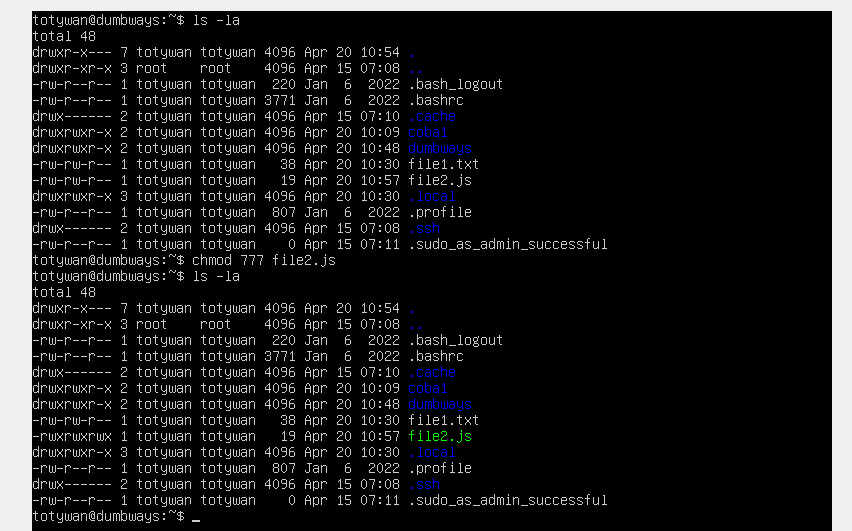 totywan@dumbways:~$ ls -la
total 48
drwxr-x--- 7 totywan totywan 4096 Apr 20 10:54 .
drwxr-xr-x 3 root    root    4096 Apr 15 07:08 ..
-rw-r--r-- 1 totywan totywan  220 Jan  6  2022 .bash_logout
-rw-r--r-- 1 totywan totywan 3771 Jan  6  2022 .bashrc
drwx------ 2 totywan totywan 4096 Apr 15 07:10 .cache
drwxrwxr-x 2 totywan totywan 4096 Apr 20 10:09 coba1
drwxrwxr-x 2 totywan totywan 4096 Apr 20 10:48 dumbways
-rw-rw-r-- 1 totywan totywan   38 Apr 20 10:30 file1.txt
-rw-rw-r-- 1 totywan totywan   19 Apr 20 10:57 file2.js
drwxrwxr-x 3 totywan totywan 4096 Apr 20 10:30 .local
-rw-r--r-- 1 totywan totywan  807 Jan  6  2022 .profile
drwx------ 2 totywan totywan 4096 Apr 15 07:08 .ssh
-rw-r--r-- 1 totywan totywan    0 Apr 15 07:11 .sudo_as_admin_successful
totywan@dumbways:~$ chmod 777 file2.js
totywan@dumbways:~$ ls -la
total 48
drwxr-x--- 7 totywan totywan 4096 Apr 20 10:54 .
drwxr-xr-x 3 root    root    4096 Apr 15 07:08 ..
-rw-r--r-- 1 totywan totywan  220 Jan  6  2022 .bash_logout
-rw-r--r-- 1 totywan totywan 3771 Jan  6  2022 .bashrc
drwx------ 2 totywan totywan 4096 Apr 15 07:10 .cache
drwxrwxr-x 2 totywan totywan 4096 Apr 20 10:09 coba1
drwxrwxr-x 2 totywan totywan 4096 Apr 20 10:48 dumbways
-rw-rw-r-- 1 totywan totywan   38 Apr 20 10:30 file1.txt
-rwxrwxrwx 1 totywan totywan   19 Apr 20 10:57 file2.js
drwxrwxr-x 3 totywan totywan 4096 Apr 20 10:30 .local
-rw-r--r-- 1 totywan totywan  807 Jan  6  2022 .profile
drwx------ 2 totywan totywan 4096 Apr 15 07:08 .ssh
-rw-r--r-- 1 totywan totywan    0 Apr 15 07:11 .sudo_as_admin_successful
totywan@dumbways:~$ _